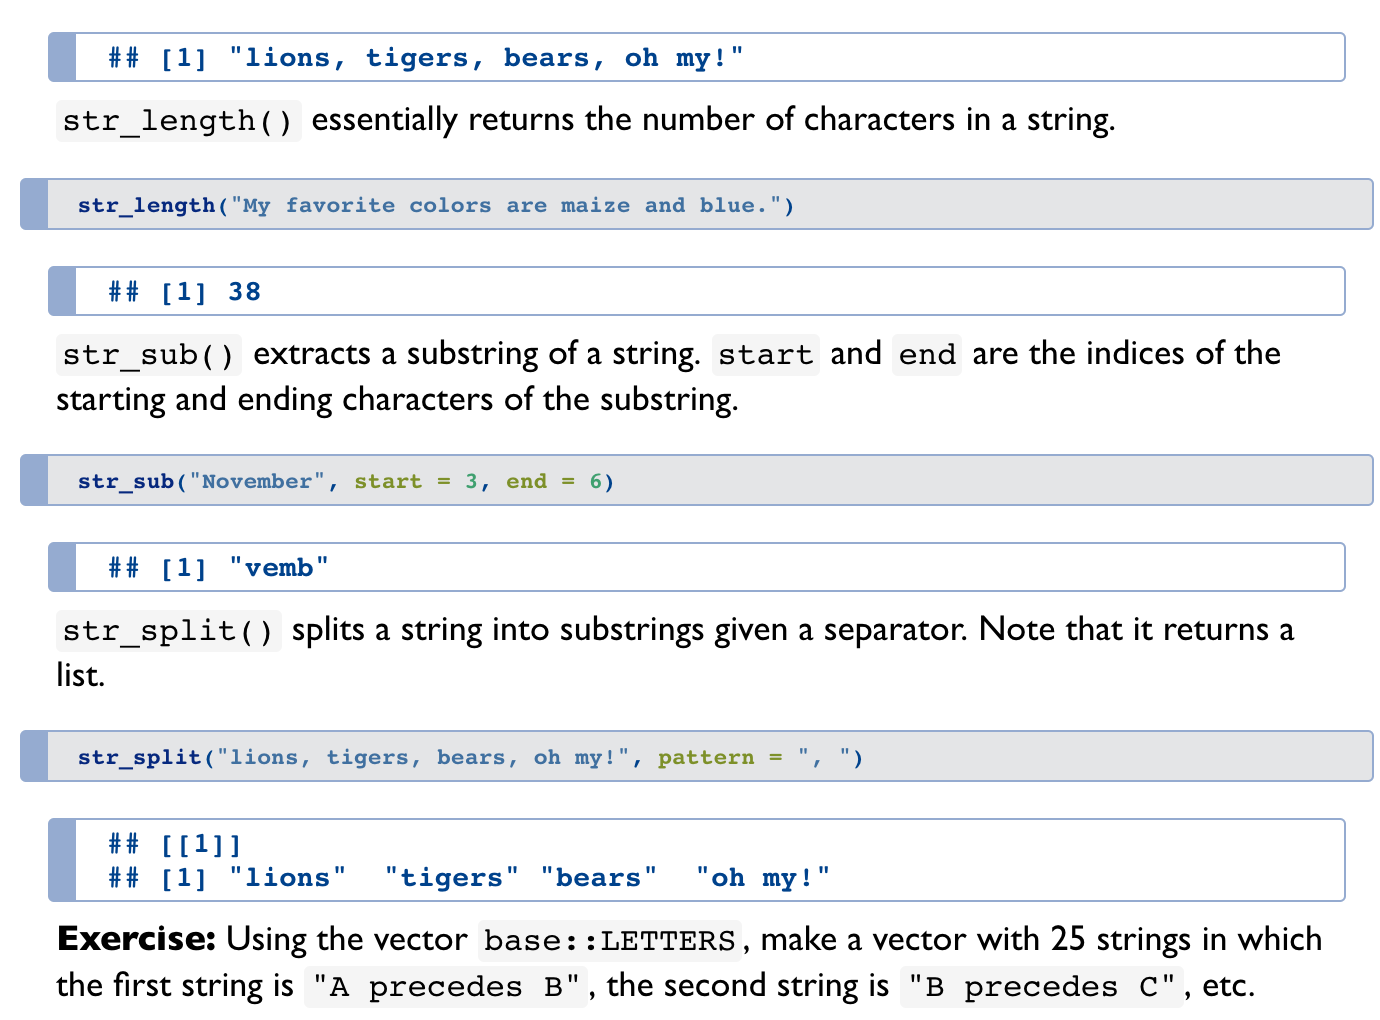 ## [1] "lions, tigers, bears, oh my!"
str_length() essentially returns the number of characters in a string.
str_length("My favorite colors are maize and blue.")
## [1] 38
str_sub() extracts a substring of a string. start and end are the indices of the
starting and ending characters of the substring.
str_sub("November", start = 3, end = 6)
## [1] "vemb"
str_split() splits a string into substrings given a separator. Note that it returns a
list.
str_split("lions, tigers, bears, oh my!", pattern = ", ")
## [[1]]
## [1] "lions"  "tigers" "bears"  "oh my!"
Exercise: Using the vector base::LETTERS, make a vector with 25 strings in which
the first string is "A precedes B", the second string is "B precedes C", etc.